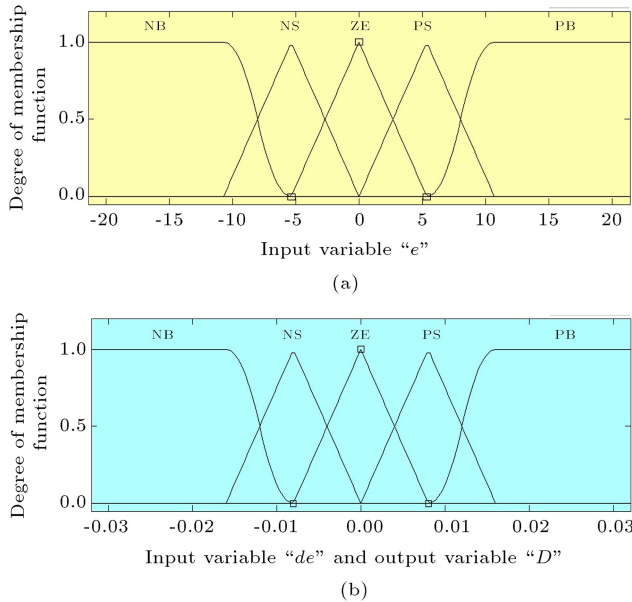 NB NS ZE PS PB
Degree of membership
function
1.0
0.5
0.0
-20 -15 -10 -5 0 5 10 15 20
Input variable “e”
(a)
NB NS ZE PS PB
Degree of membership
function
1.0
0.5
0.0
-0.03 -0.02 -0.01 0.00 0.01 0.02 0.03
Input variable “de” and output variable “D”
(b)